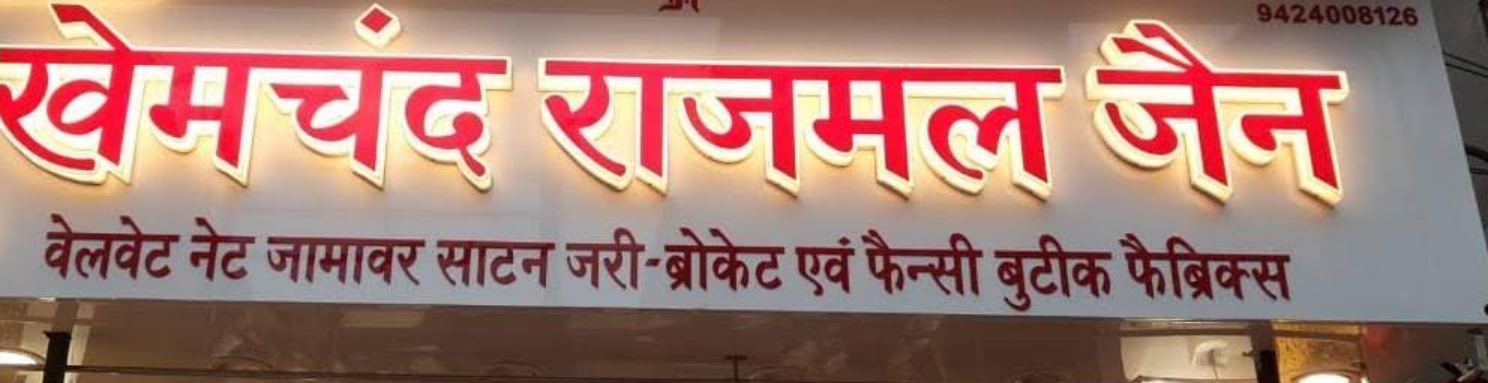 9424008126
खेमचंद राजमल जैन
वेलवेट नेट जामावर साटन जरी-ब्रोकेट एवं फैन्सी बुटीक फैब्रिक्स